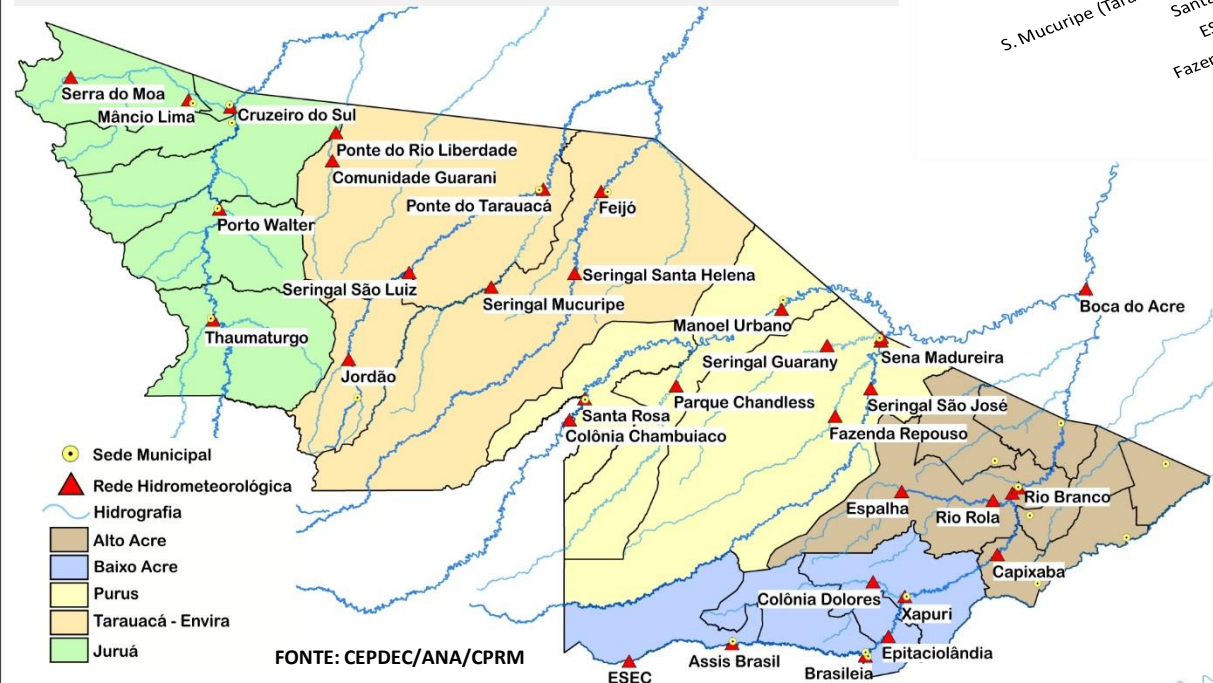 S. Mucuripe (Tara
Santa
Es
Fazer
Serra do Moa
Mâncio Lima
Cruzeiro do Sul
Ponte do Rio Liberdade
Comunidade Guarani
Ponte do Tarauacá
Feijó
Porto Walter
Seringal São Luiz
Seringal Mucuripe
Seringal Santa Helena
Thaumaturgo
Jordão
Manoel Urbano
Boca do Acre
Seringal Guarany
Sena Madureira
Parque Chandless
Seringal São José
Santa Rosa
Colônia Chambuiaco
Fazenda Repouso
Espalha
Rio Rola
Rio Branco
Capixaba
Colônia Dolores
Xapuri
Epitaciolândia
Assis Brasil
Brasileia
ESEC
Sede Municipal
Rede Hidrometeorológica
Hidrografia
Alto Acre
Baixo Acre
Purus
Tarauacá - Envira
Juruá
FONTE: CEPDEC/ANA/CPRM